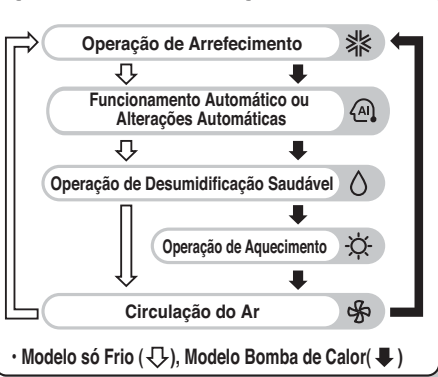 Operação de Arrefecimento
Funcionamento Automático ou
Alterações Automáticas
AI
Operação de Desumidificação Saudável
Operação de Aquecimento
Circulação do Ar
• Modelo só Frio ( ), Modelo Bomba de Calor( )